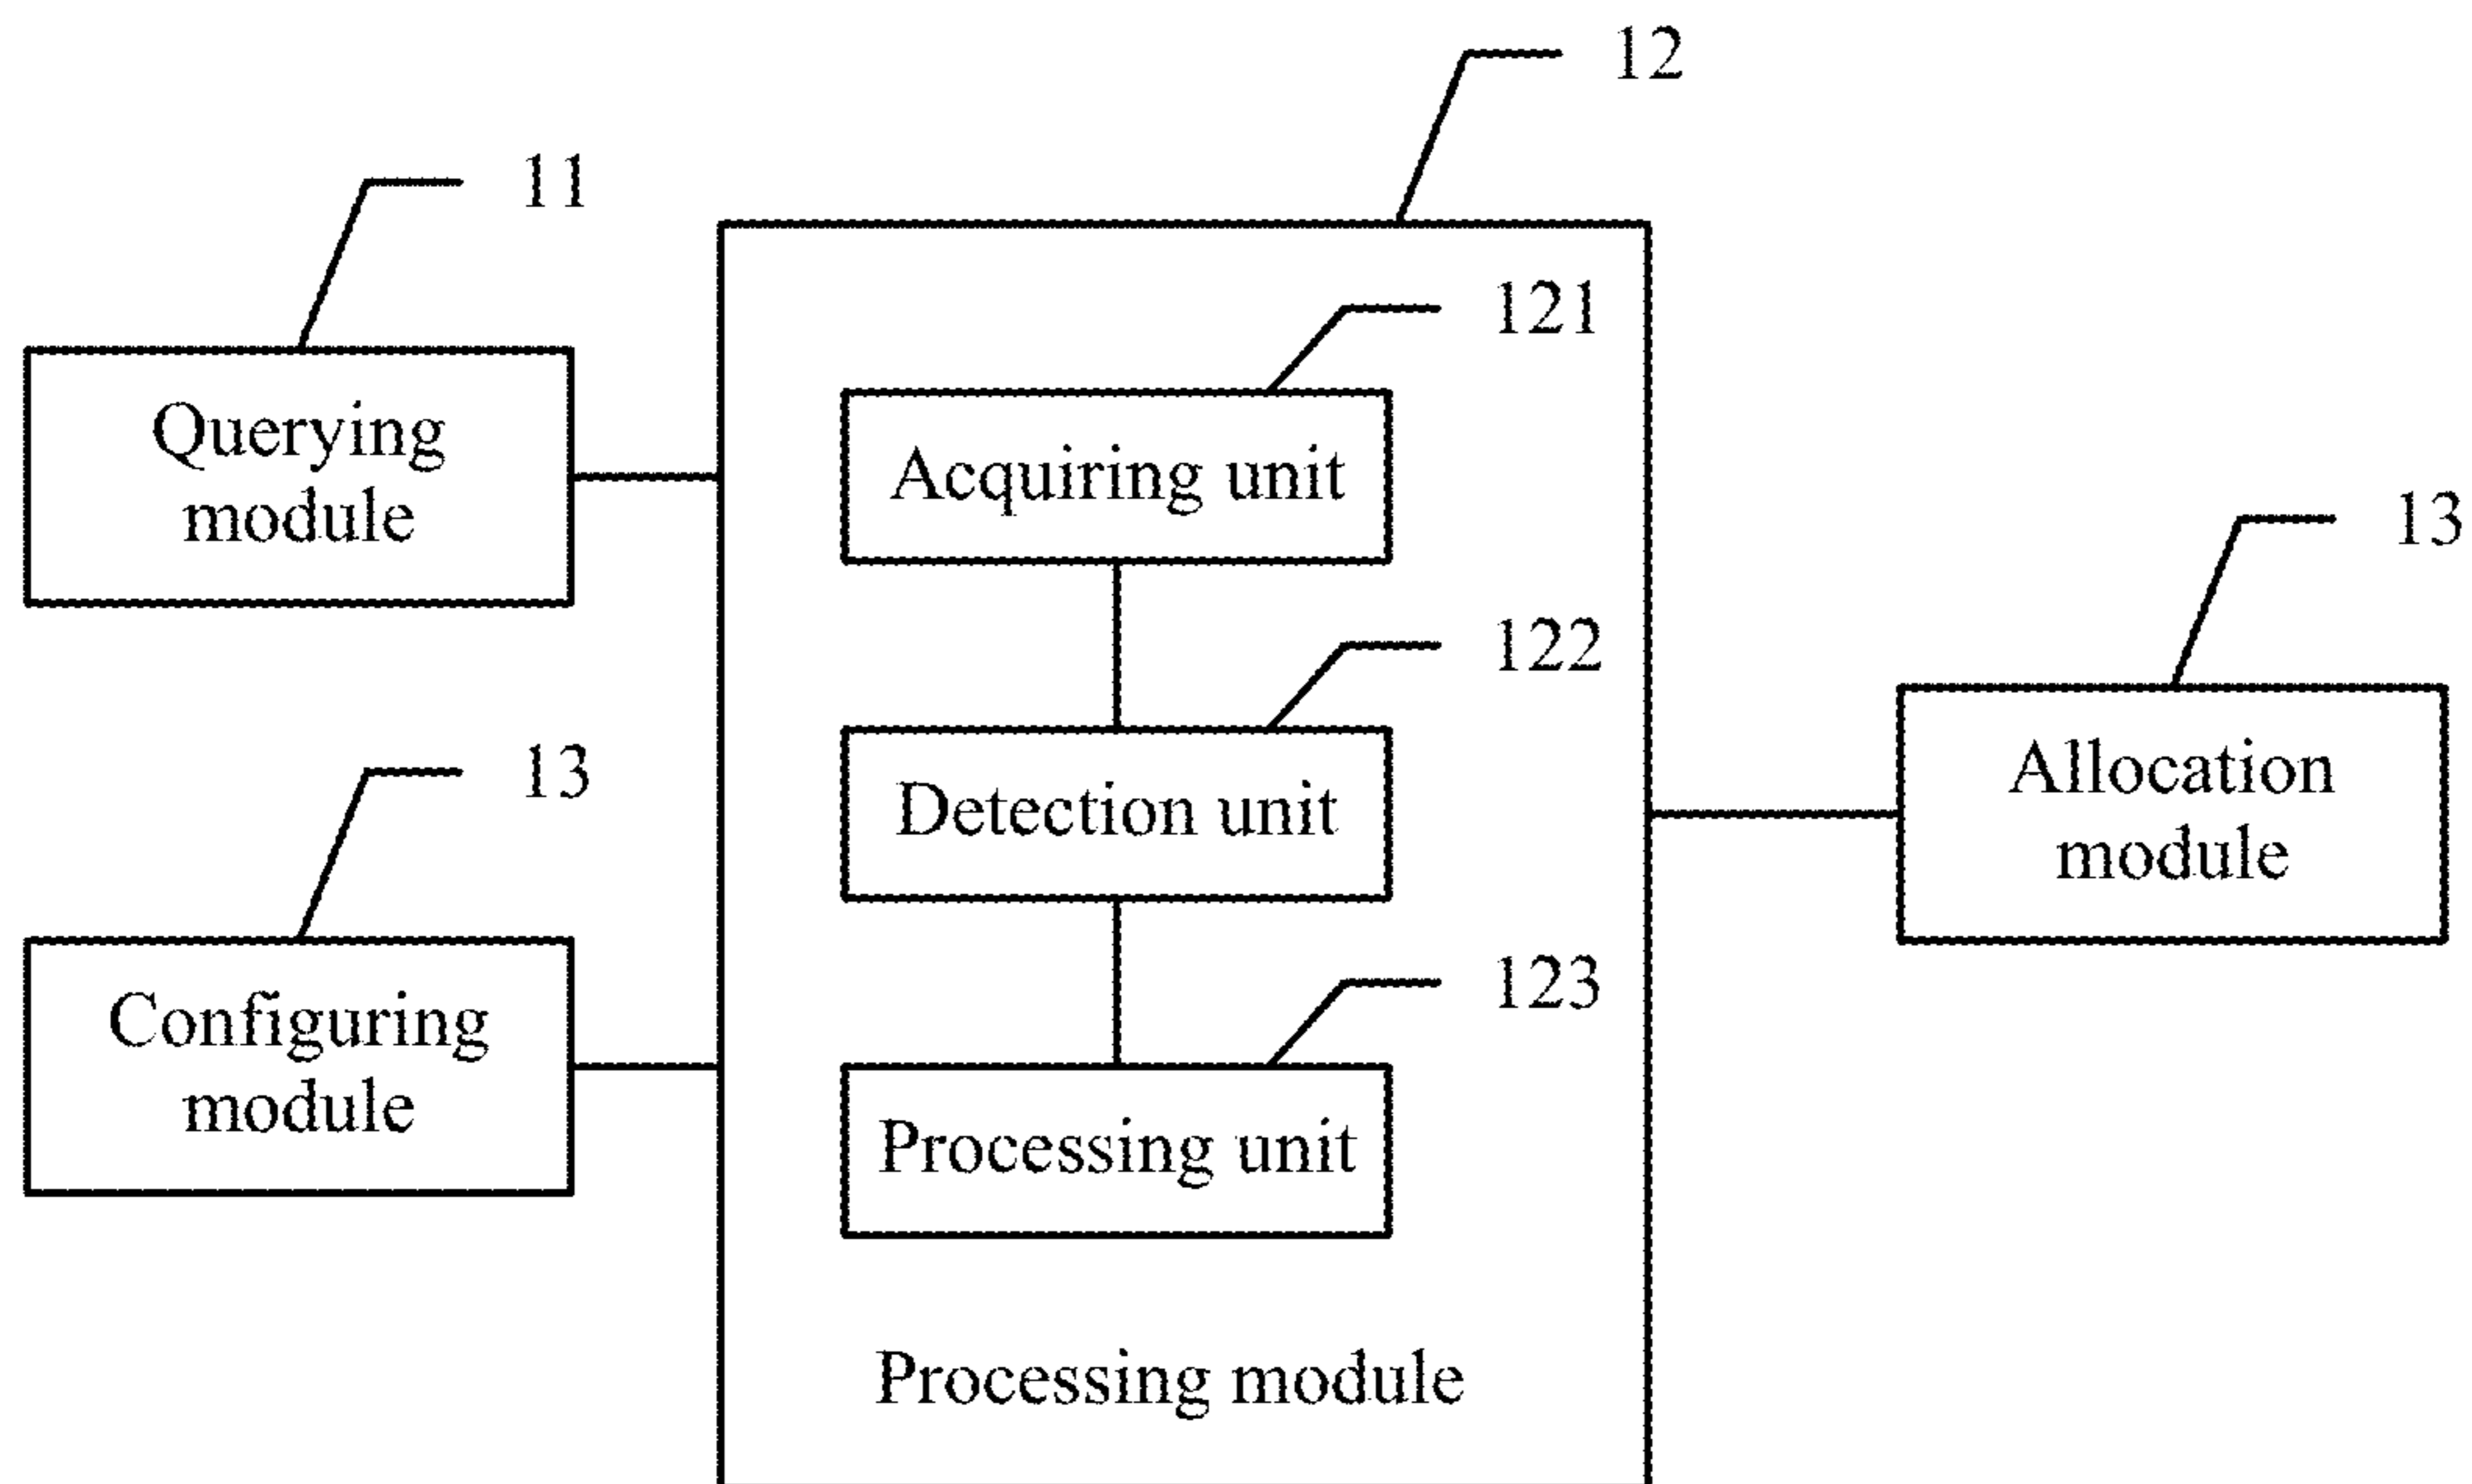 12
11
121
Querying
module
Acquiring unit
13
122
13
Allocation
module
Detection unit
123
Configuring
module
Processing unit
Processing module